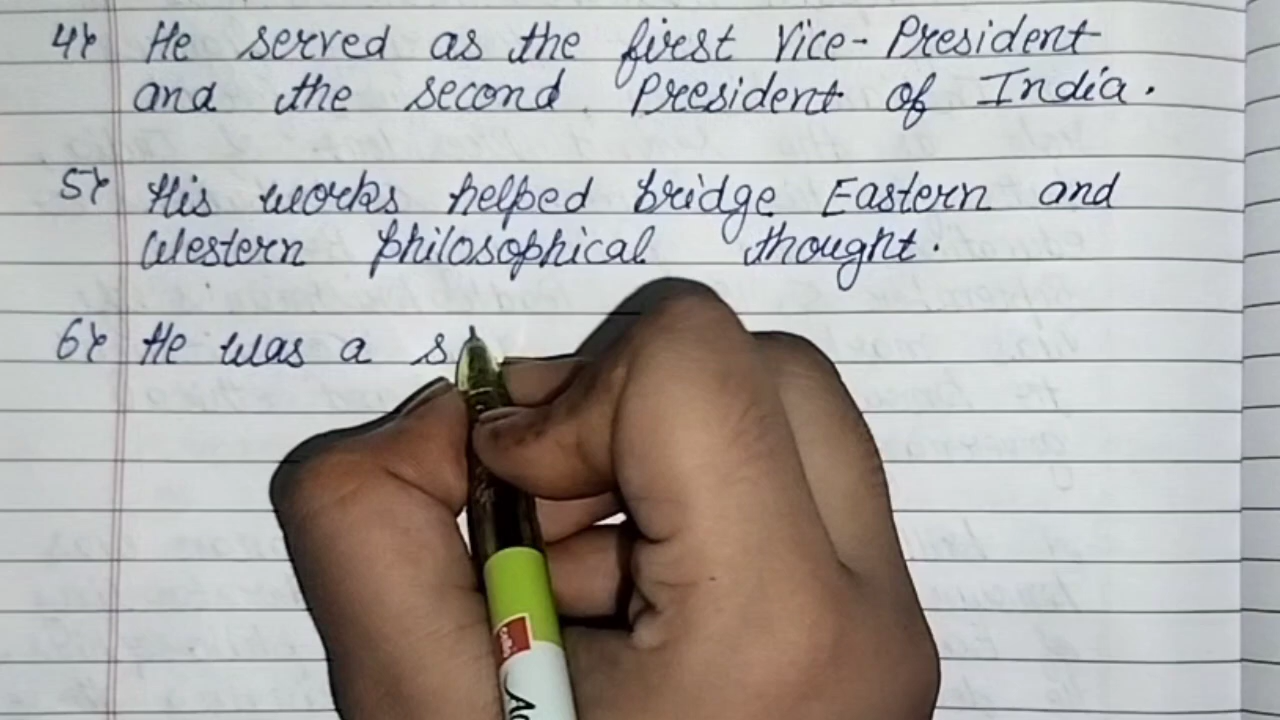 4) He served as the first Vice-President
and the second President of India.
5) His works helped bridge Eastern and
Western philosophical thought.
6) He was a s